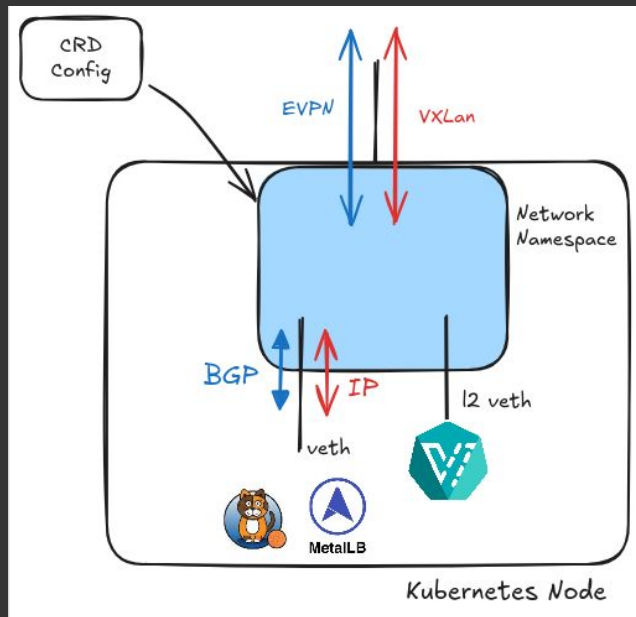 CRD
Config
EVPN
VXLan
Network
Namespace
BGP
IP
veth
l2 veth
MetalLB
Kubernetes Node